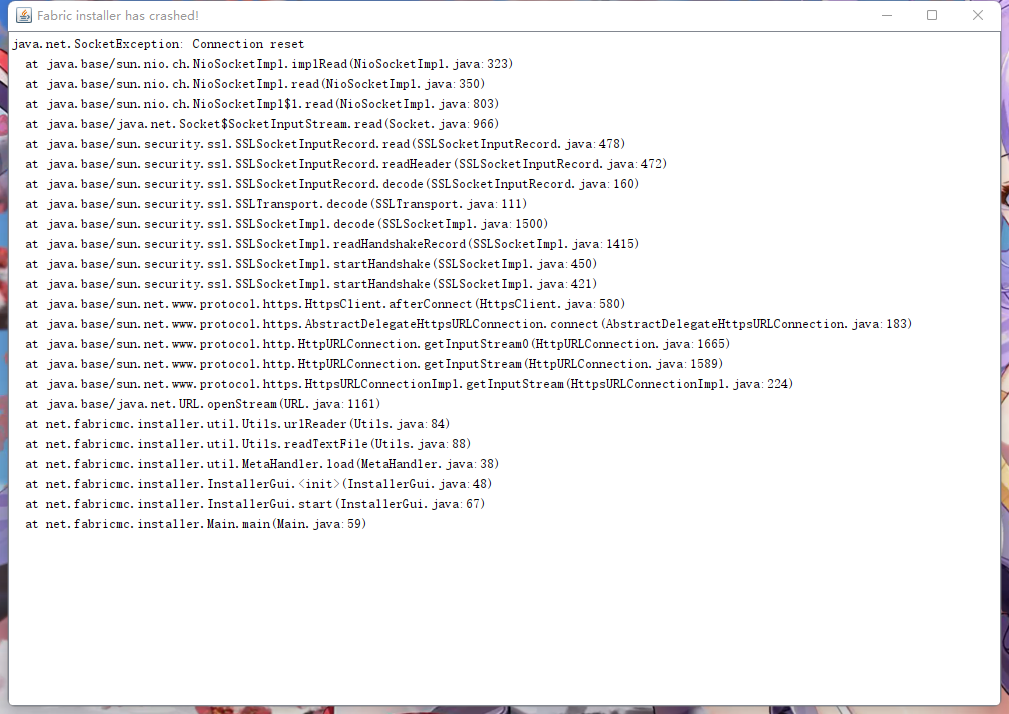 Fabric installer has crashed!
java.net.SocketException: Connection reset
at java.base/sun.nio.ch.NioSocketImpl.implRead(NioSocketImpl.java:323)
at java.base/sun.nio.ch.NioSocketImpl.read(NioSocketImpl.java:350)
at java.base/sun.nio.ch.NioSocketImpl$1.read(NioSocketImpl.java:803)
at java.base/java.net.Socket$SocketInputStream.read(Socket.java:966)
at java.base/sun.security.ssl.SSLSocketInputRecord.read(SSLSocketInputRecord.java:478)
at java.base/sun.security.ssl.SSLSocketInputRecord.readHeader(SSLSocketInputRecord.java:472)
at java.base/sun.security.ssl.SSLSocketInputRecord.decode(SSLSocketInputRecord.java:160)
at java.base/sun.security.ssl.SSLTransport.decode(SSLTransport.java:111)
at java.base/sun.security.ssl.SSLSocketImpl.decode(SSLSocketImpl.java:1500)
at java.base/sun.security.ssl.SSLSocketImpl.readHandshakeRecord(SSLSocketImpl.java:1415)
at java.base/sun.security.ssl.SSLSocketImpl.startHandshake(SSLSocketImpl.java:450)
at java.base/sun.security.ssl.SSLSocketImpl.startHandshake(SSLSocketImpl.java:421)
at java.base/sun.net.www.protocol.https.HttpsClient.afterConnect(HttpsClient.java:580)
at java.base/sun.net.www.protocol.https.AbstractDelegateHttpsURLConnection.connect(AbstractDelegateHttpsURLConnection.java:183)
at java.base/sun.net.www.protocol.http.HttpURLConnection.getInputStream0(HttpURLConnection.java:1665)
at java.base/sun.net.www.protocol.http.HttpURLConnection.getInputStream(HttpURLConnection.java:1589)
at java.base/sun.net.www.protocol.https.HttpsURLConnectionImpl.getInputStream(HttpsURLConnectionImpl.java:224)
at java.base/java.net.URL.openStream(URL.java:1161)
at net.fabricmc.installer.util.Utils.urlReader(Utils.java:84)
at net.fabricmc.installer.util.Utils.readTextFile(Utils.java:88)
at net.fabricmc.installer.util.MetaHandler.load(MetaHandler.java:38)
at net.fabricmc.installer.InstallerGui.<init>(InstallerGui.java:48)
at net.fabricmc.installer.InstallerGui.start(InstallerGui.java:67)
at net.fabricmc.installer.Main.main(Main.java:59)